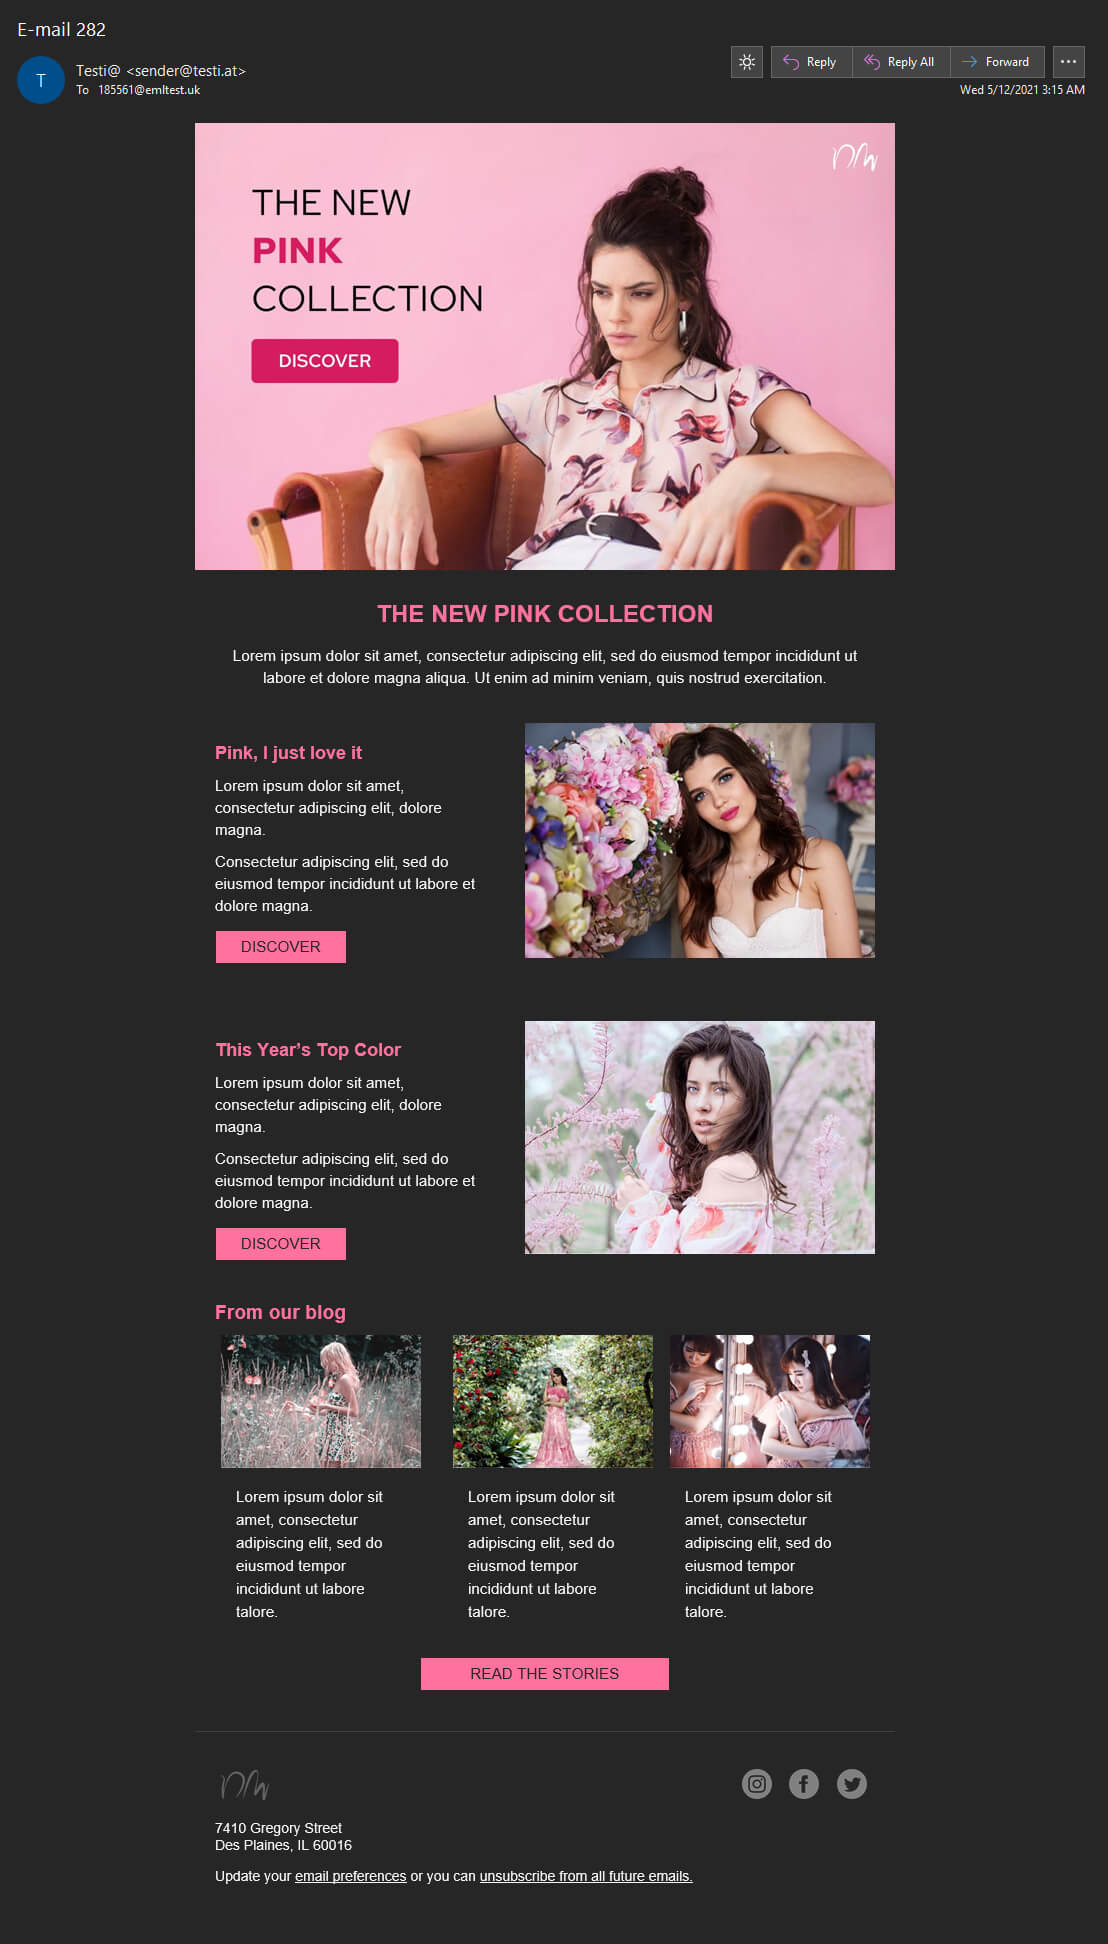 E-mail 282
T
Testi@ <sender@testi.at>
To 185561@emltest.uk
Reply
Reply All
Forward
Wed 5/12/2021 3:15 AM
THE NEW
PINK
COLLECTION
DISCOVER
THE NEW PINK COLLECTION
Lorem ipsum dolor sit amet, consectetur adipiscing elit, sed do eiusmod tempor incididunt ut
labore et dolore magna aliqua. Ut enim ad minim veniam, quis nostrud exercitation.
Pink, I just love it
Lorem ipsum dolor sit amet,
consectetur adipiscing elit, dolore
magna.
Consectetur adipiscing elit, sed do
eiusmod tempor incididunt ut labore et
dolore magna.
DISCOVER
This Year’s Top Color
Lorem ipsum dolor sit amet,
consectetur adipiscing elit, dolore
magna.
Consectetur adipiscing elit, sed do
eiusmod tempor incididunt ut labore et
dolore magna.
DISCOVER
From our blog
Lorem ipsum dolor sit
amet, consectetur
adipiscing elit, sed do
eiusmod tempor
incididunt ut labore
talore.
Lorem ipsum dolor sit
amet, consectetur
adipiscing elit, sed do
eiusmod tempor
incididunt ut labore
talore.
Lorem ipsum dolor sit
amet, consectetur
adipiscing elit, sed do
eiusmod tempor
incididunt ut labore
talore.
READ THE STORIES
7410 Gregory Street
Des Plaines, IL 60016
Update your email preferences or you can unsubscribe from all future emails.